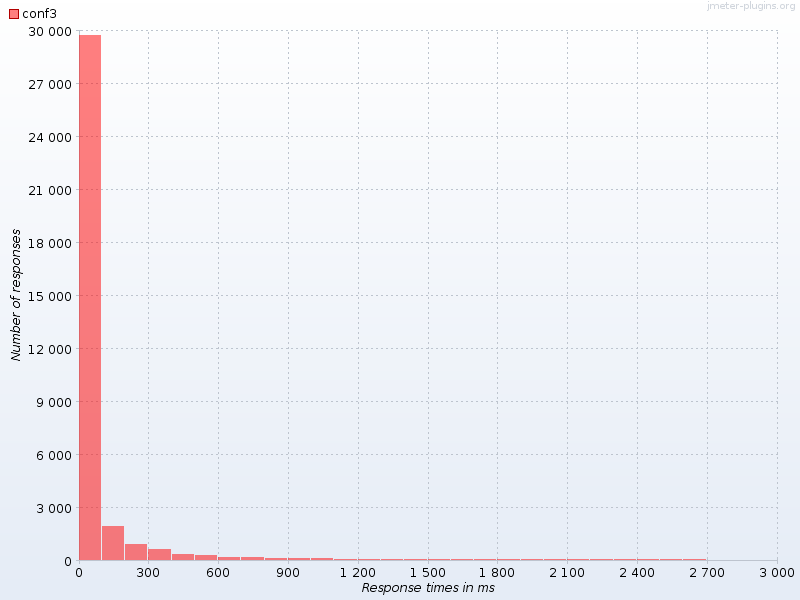 conf3
jmeter-plugins.org
30 000
27 000
24 000
21 000
18 000
15 000
12 000
9 000
6 000
3 000
0
Number of responses
0 300 600 900 1 200 1 500 1 800 2 100 2 400 2 700 3 000
Response times in ms